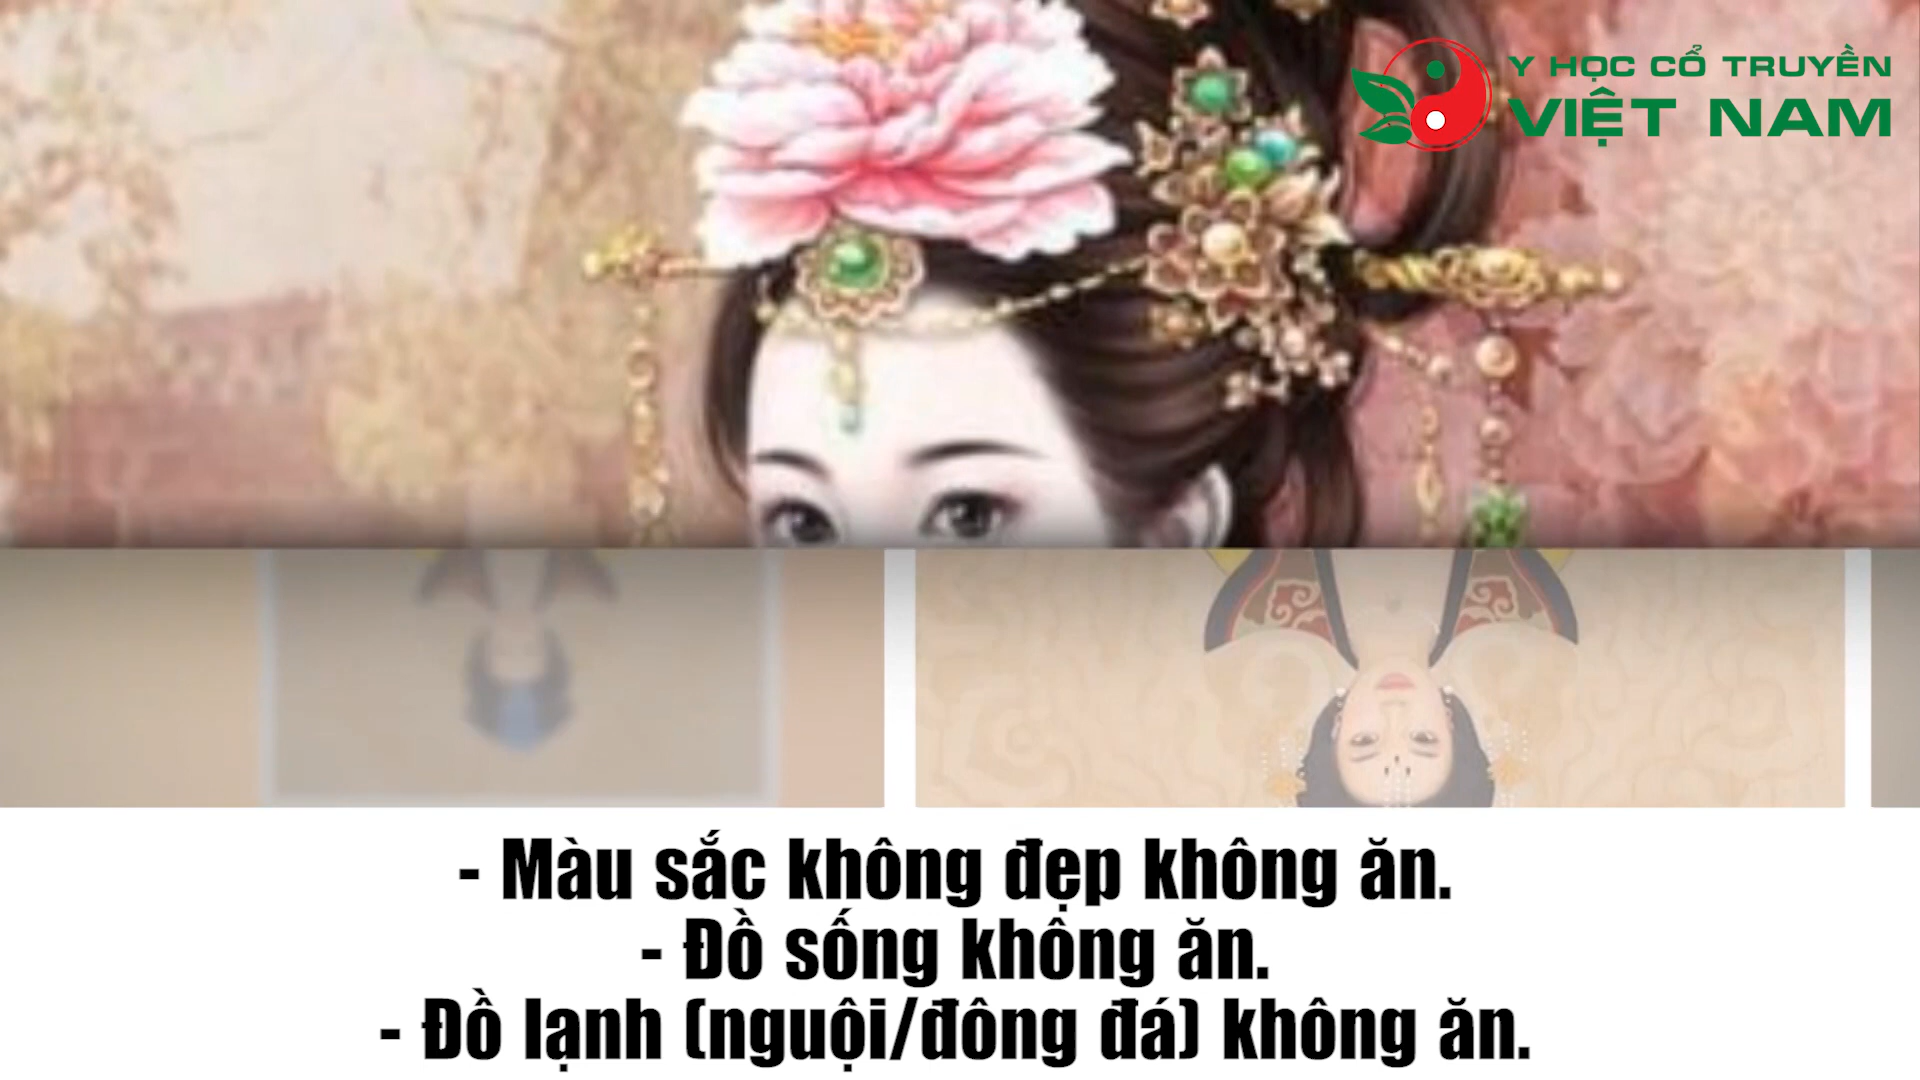 Y HỌC CỔ TRUYỀN
VIỆT NAM
- Màu sắc không đẹp không ăn.
- Đồ sống không ăn.
- Đồ lạnh (nguội/đông đá) không ăn.